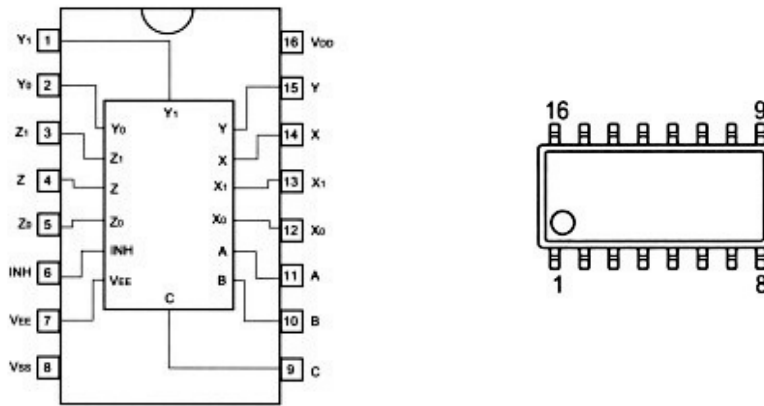 Y1 1
Y0 2
Z1 3
Z 4
Z0 5
INH 6
VEE 7
VSS 8
Y1
Y0
Z1
Z
Z0
INH
VEE
C
Y
X
X1
X0
A
B
16 VDD
15 Y
14 X
13 X1
12 X0
11 A
10 B
9 C
16 9
1 8